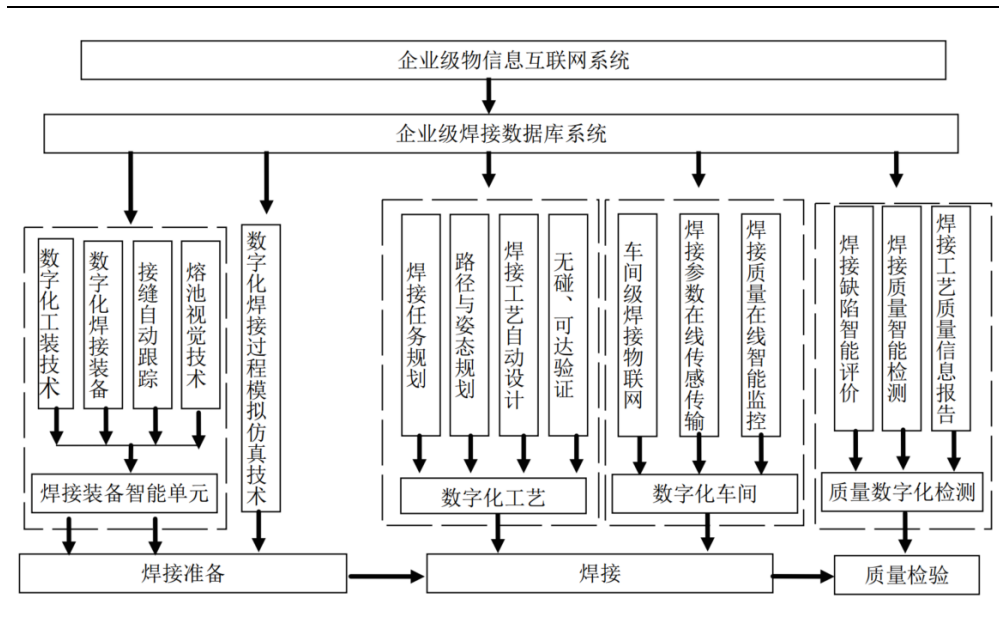 企业级物信息互联网系统
企业级焊接数据库系统
数字化工装技术
数字化焊接装备
接缝自动跟踪
熔池视觉技术
焊接装备智能单元
数字化焊接过程模拟仿真技术
焊接任务规划
路径与姿态规划
焊接工艺自动设计
无碰、可达验证
数字化工艺
车间级焊接物联网
焊接参数在线传感传输
焊接质量在线智能监控
数字化车间
焊接缺陷智能评价
焊接质量智能检测
焊接工艺质量信息报告
质量数字化检测
焊接准备
焊接
质量检验